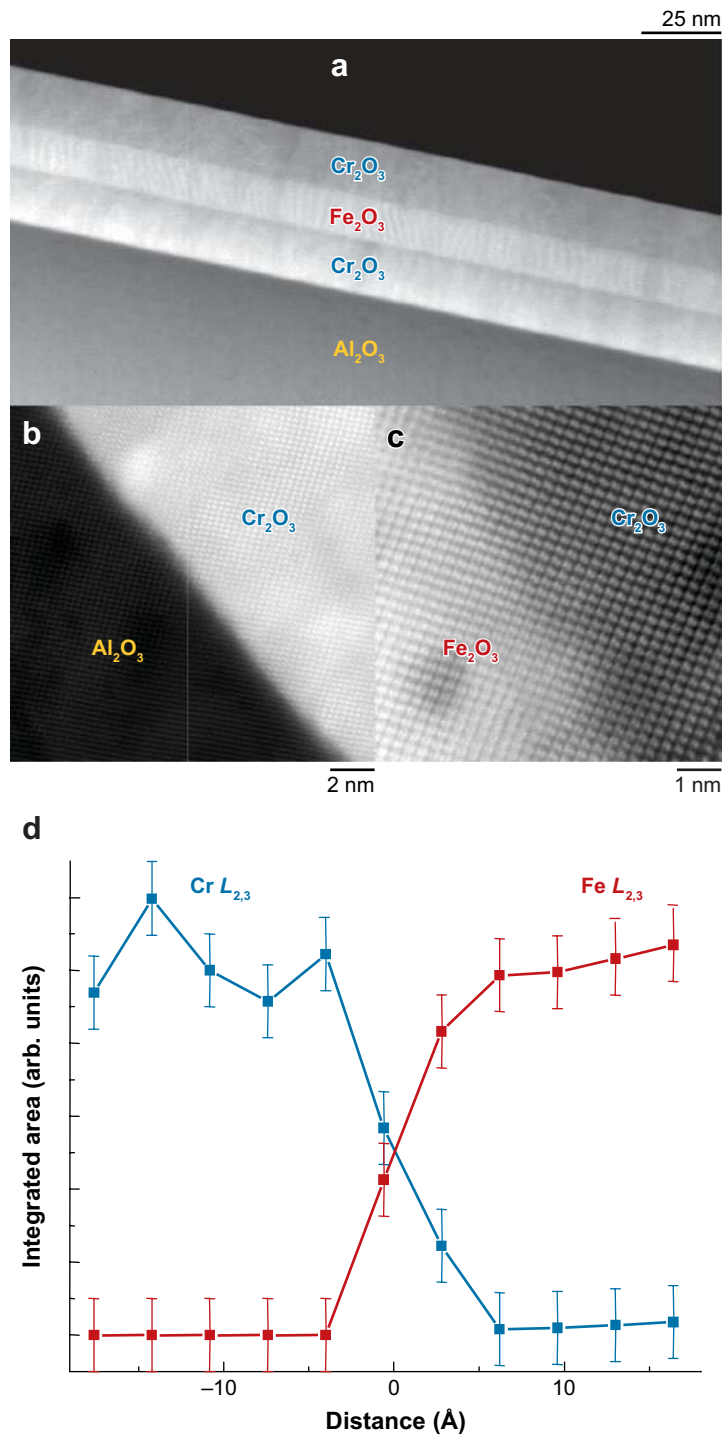 25 nm
a
Cr₂O₃
Fe₂O₃
Cr₂O₃
Al₂O₃
b
c
Cr₂O₃
Cr₂O₃
Al₂O₃
Fe₂O₃
2 nm
1 nm
d
Cr L₂,₃
Fe L₂,₃
Integrated area (arb. units)
–10
0
10
Distance (Å)